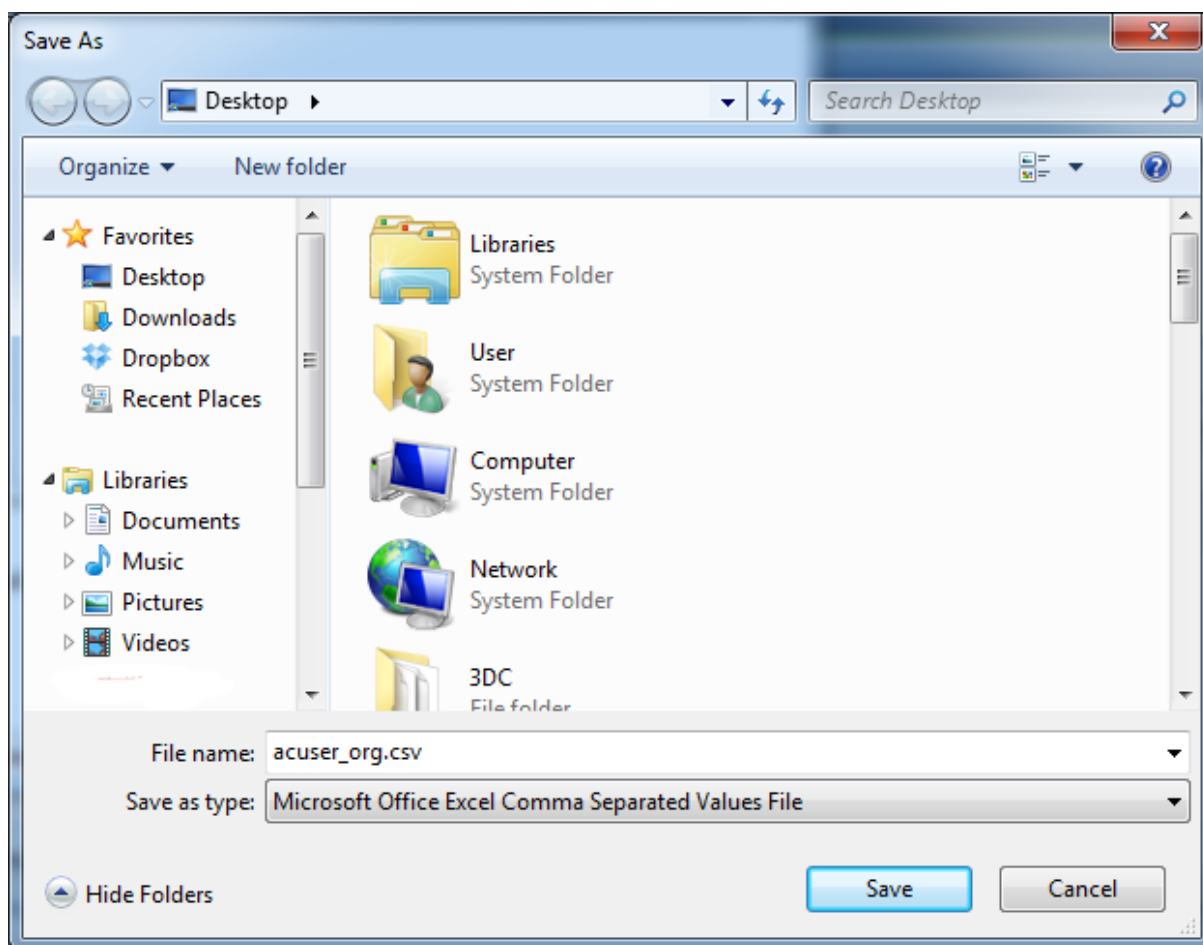 Save As
Desktop
Search Desktop
Organize
New folder
Favorites
Desktop
Downloads
Dropbox
Recent Places
Libraries
Documents
Music
Pictures
Videos
Libraries
System Folder
User
System Folder
Computer
System Folder
Network
System Folder
3DC
File folder
File name: acuser_org.csv
Save as type: Microsoft Office Excel Comma Separated Values File
Hide Folders
Save
Cancel